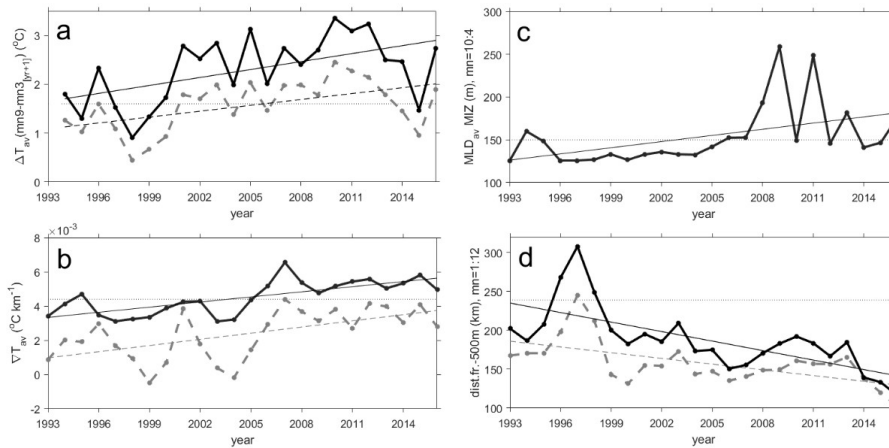 a
ΔT_av(mn9-mn3_[yr+1]) (°C)
3
2
1
0
1993 1996 1999 2002 2005 2008 2011 2014
year
c
MLD_av MIZ (m), mn=10:4
300
250
200
150
100
1993 1996 1999 2002 2005 2008 2011 2014
year
b
×10^-3
∇T_av (°C km^-1)
8
6
4
2
0
-2
1993 1996 1999 2002 2005 2008 2011 2014
year
d
dist.fr.-500m (km), mn=1:12
300
250
200
150
100
1993 1996 1999 2002 2005 2008 2011 2014
year